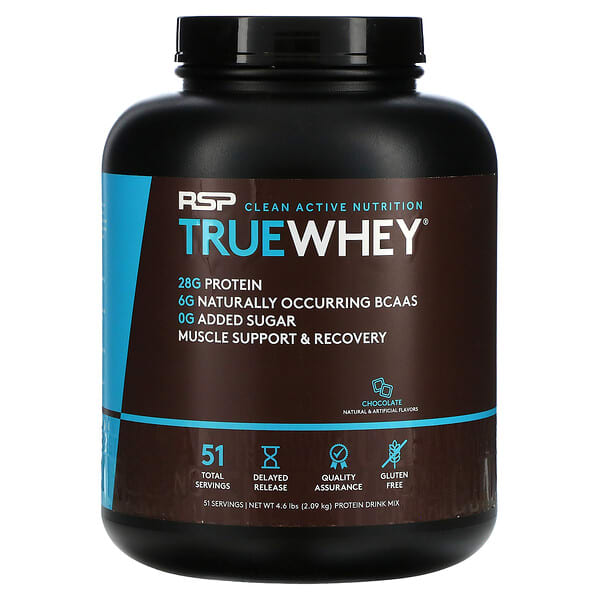 RSP CLEAN ACTIVE NUTRITION
TRUEWHEY®
28G PROTEIN
6G NATURALLY OCCURRING BCAAS
0G ADDED SUGAR
MUSCLE SUPPORT & RECOVERY
CHOCOLATE
NATURAL & ARTIFICIAL FLAVORS
51
TOTAL
SERVINGS
DELAYED
RELEASE
QUALITY
ASSURANCE
GLUTEN
FREE
51 SERVINGS | NET WT 4.6 lbs (2.09 kg) PROTEIN DRINK MIX